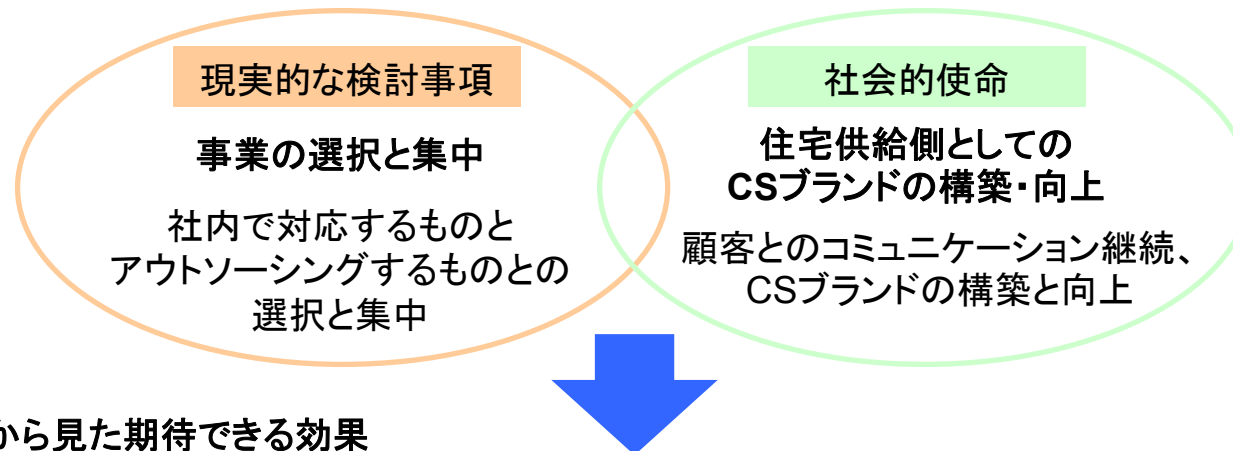 現実的な検討事項
事業の選択と集中
社内で対応するものと
アウトソーシングするものとの
選択と集中
社会的使命
住宅供給側としての
CSブランドの構築・向上
顧客とのコミュニケーション継続、
CSブランドの構築と向上
から見た期待できる効果